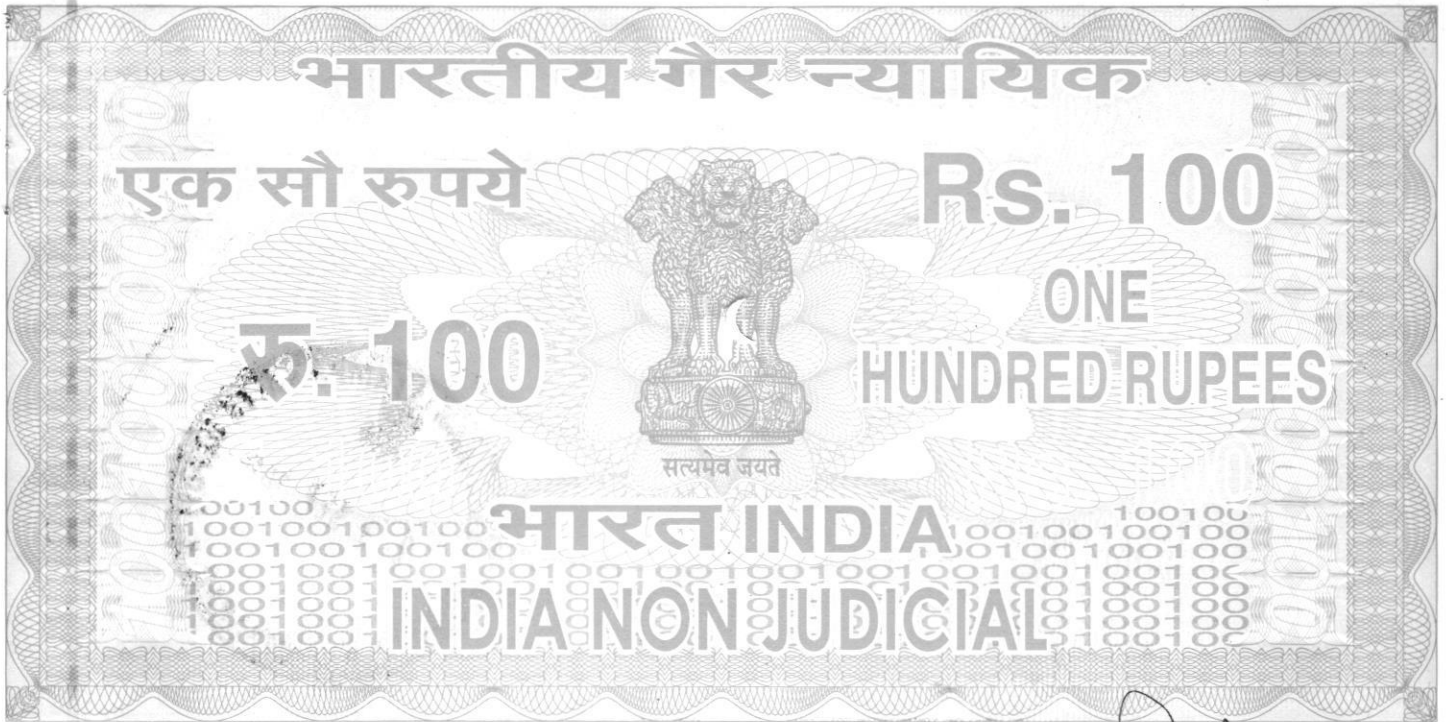 भारतीय गैर न्यायिक
एक सौ रुपये
Rs. 100
रु. 100
ONE
HUNDRED RUPEES
सत्यमेव जयते
भारत INDIA
INDIA NON JUDICIAL